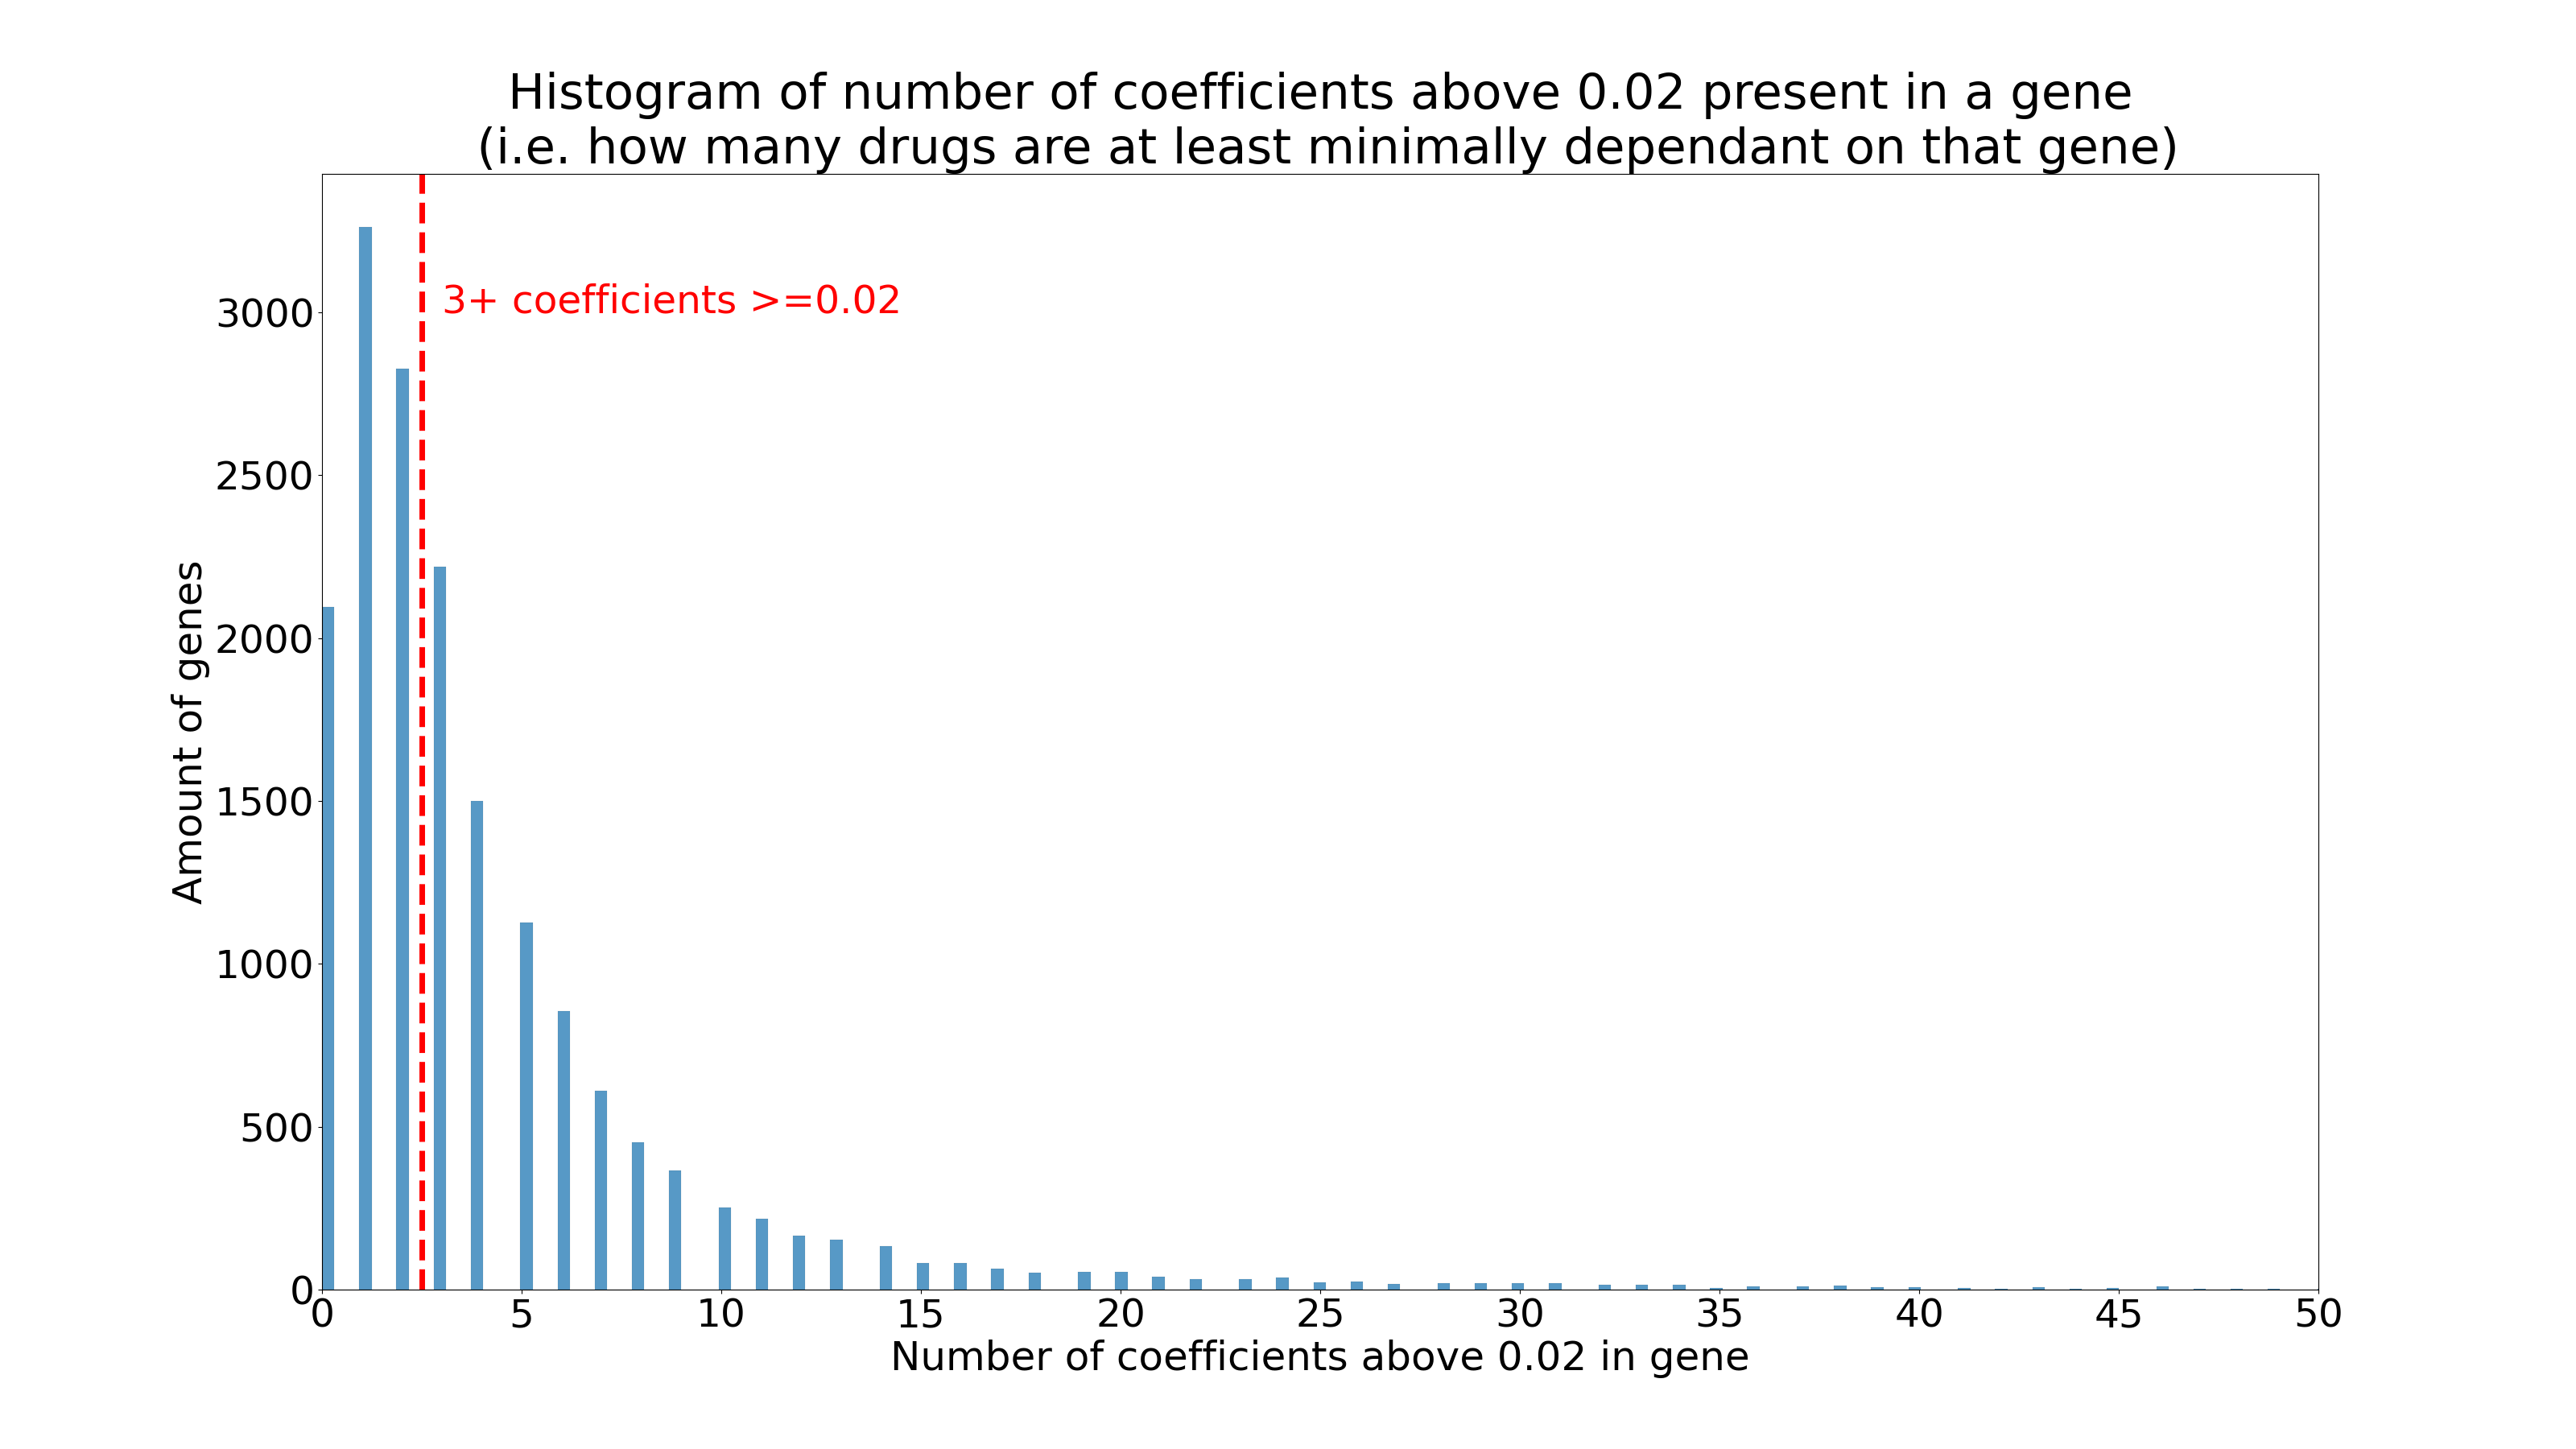 Histogram of number of coefficients above 0.02 present in a gene
(i.e. how many drugs are at least minimally dependant on that gene)
3+ coefficients >=0.02
Amount of genes
3000
2500
2000
1500
1000
500
0
0 5 10 15 20 25 30 35 40 45 50
Number of coefficients above 0.02 in gene